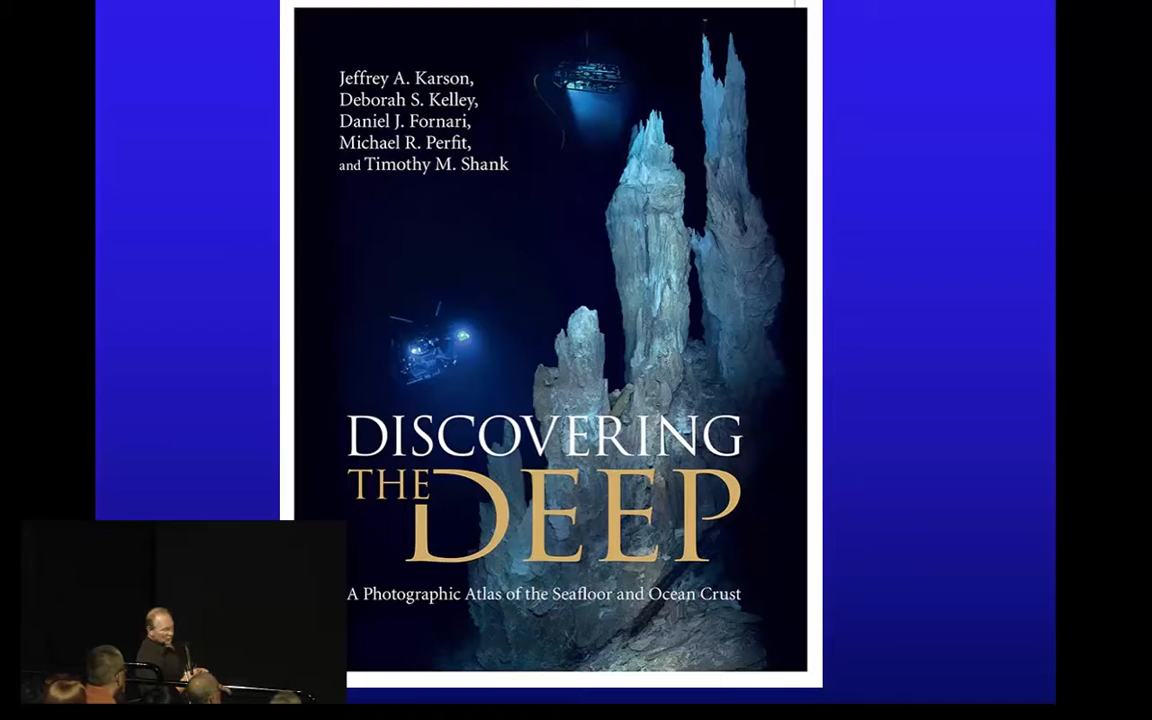 Jeffrey A. Karson,
Deborah S. Kelley,
Daniel J. Fornari,
Michael R. Perfit,
and Timothy M. Shank
DISCOVERING
THE DEEP
A Photographic Atlas of the Seafloor and Ocean Crust